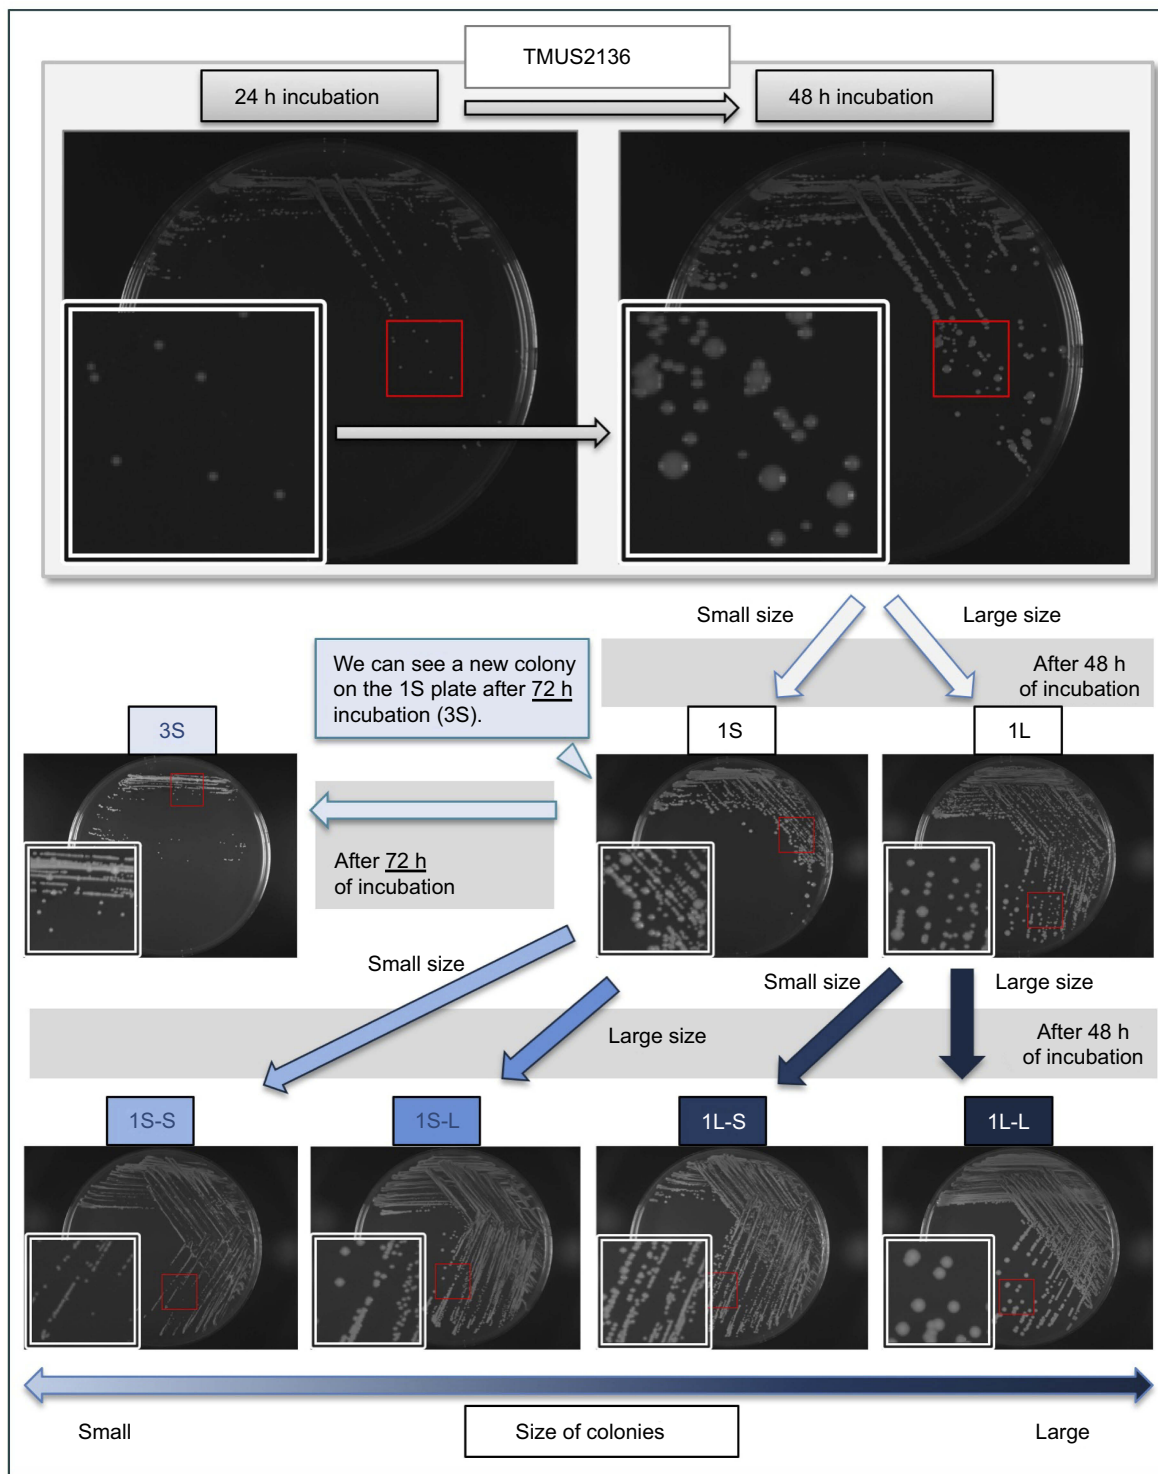 TMUS2136
24 h incubation
48 h incubation
Small size
Large size
We can see a new colony
on the 1S plate after 72 h
incubation (3S).
After 48 h
of incubation
3S
1S
1L
After 72 h
of incubation
Small size
Large size
Small size
Large size
After 48 h
of incubation
1S-S
1S-L
1L-S
1L-L
Small
Size of colonies
Large